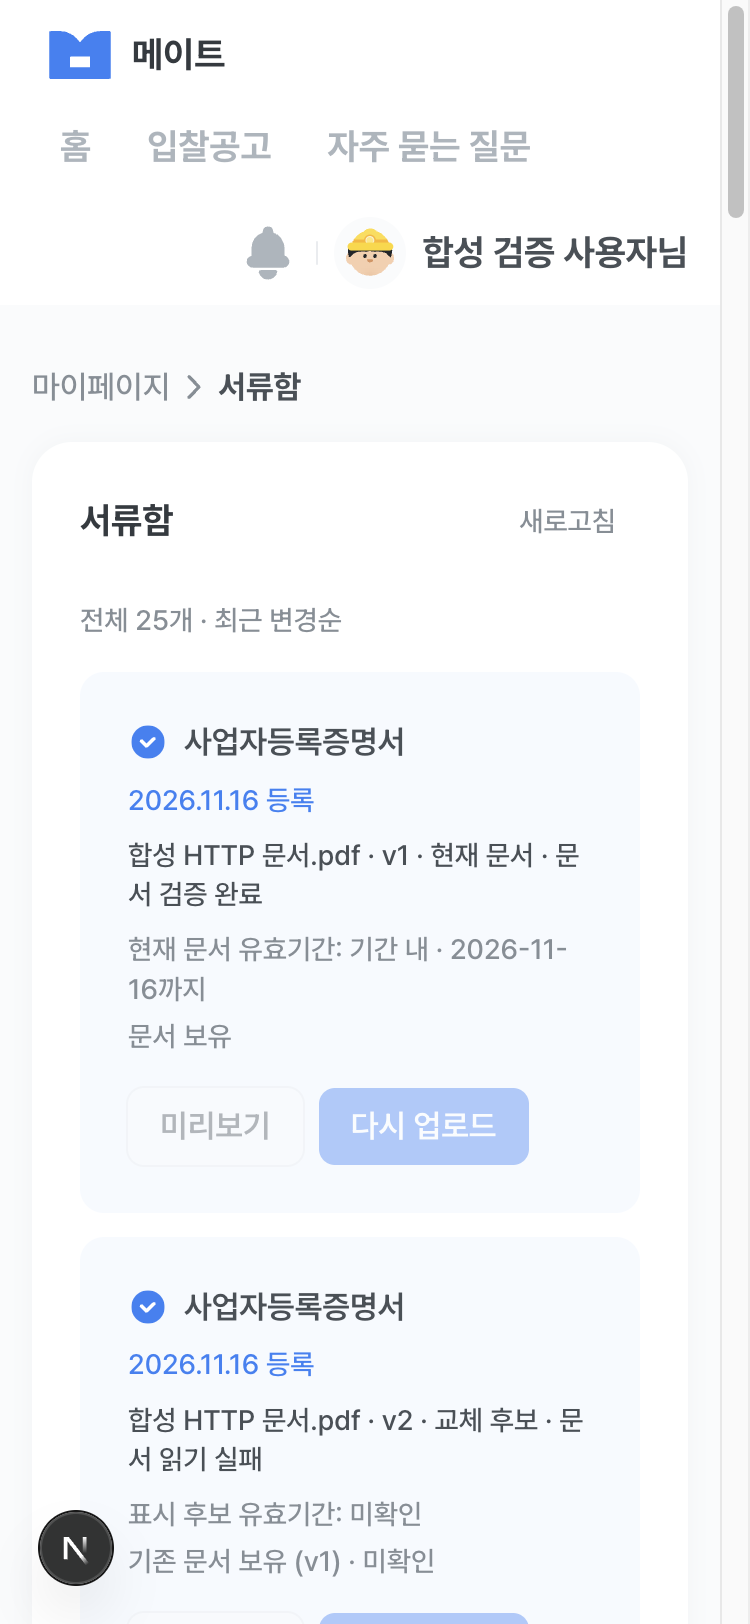 메이트
홈 입찰공고 자주 묻는 질문
합성 검증 사용자님
마이페이지 > 서류함
서류함 새로고침
전체 25개 · 최근 변경순
사업자등록증명서
2026.11.16 등록
합성 HTTP 문서.pdf · v1 · 현재 문서 · 문
서 검증 완료
현재 문서 유효기간: 기간 내 · 2026-11-
16까지
문서 보유
미리보기 다시 업로드
사업자등록증명서
2026.11.16 등록
합성 HTTP 문서.pdf · v2 · 교체 후보 · 문
서 읽기 실패
표시 후보 유효기간: 미확인
기존 문서 보유 (v1) · 미확인
N